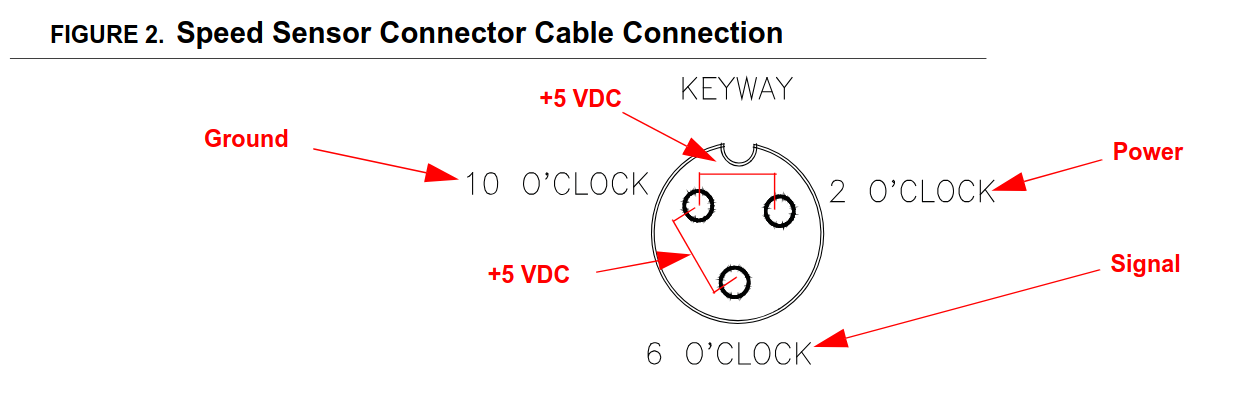 FIGURE 2. Speed Sensor Connector Cable Connection
KEYWAY
+5 VDC
Ground
Power
10 O'CLOCK
2 O'CLOCK
Signal
+5 VDC
6 O'CLOCK